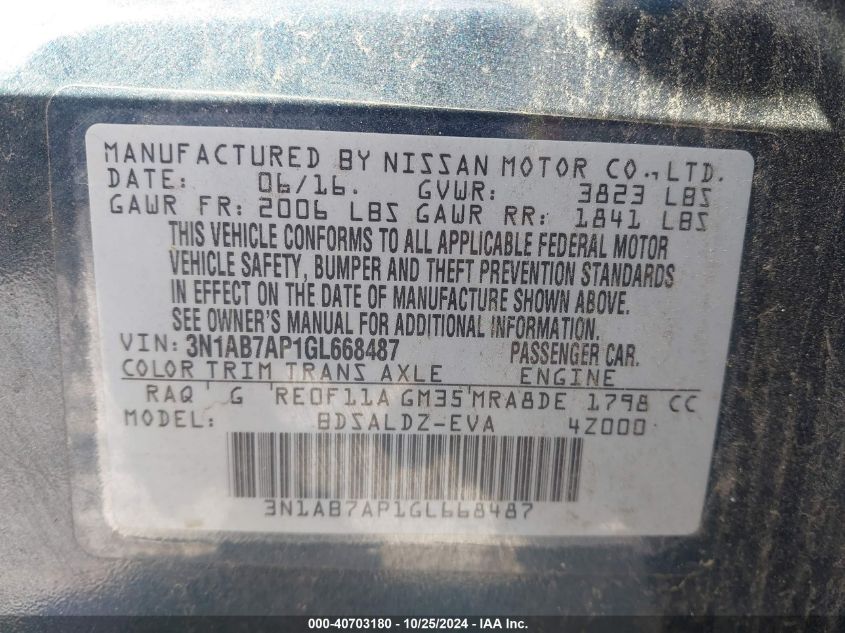 MANUFACTURED BY NISSAN MOTOR CO., LTD.
DATE: 06/16. GVWR: 3823 LBS
GAWR FR: 2006 LBS GAWR RR: 1841 LBS
THIS VEHICLE CONFORMS TO ALL APPLICABLE FEDERAL MOTOR
VEHICLE SAFETY, BUMPER AND THEFT PREVENTION STANDARDS
IN EFFECT ON THE DATE OF MANUFACTURE SHOWN ABOVE.
SEE OWNER'S MANUAL FOR ADDITIONAL INFORMATION.
VIN: 3N1AB7AP1GL668487 PASSENGER CAR.
COLOR TRIM TRANS AXLE ENGINE
RAQ G RE0F11A GM35 MRA8DE 1798 CC
MODEL: BDSALDZ-EVA 4Z000
3N1AB7AP1GL668487
000-40703180 - 10/25/2024 - IAA Inc.